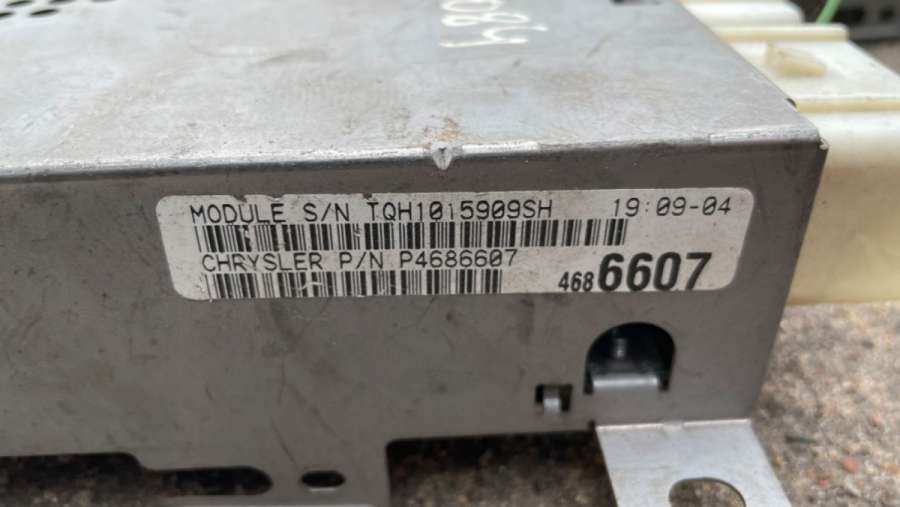 MODULE S/N TQH1015909SH 19:09-04
CHRYSLER P/N P4686607
4686607